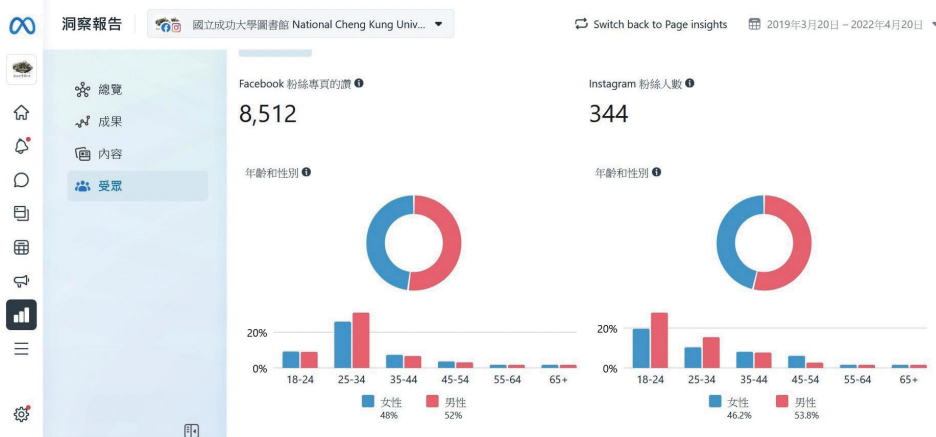 洞察報告
國立成功大學圖書館 National Cheng Kung Univ...
Switch back to Page insights
2019年3月20日 – 2022年4月20日
總覽
成果
內容
受眾
Facebook 粉絲專頁的讚
8,512
年齡和性別
20%
0%
18-24 25-34 35-44 45-54 55-64 65+
女性 男性
48% 52%
Instagram 粉絲人數
344
年齡和性別
20%
0%
18-24 25-34 35-44 45-54 55-64 65+
女性 男性
46.2% 53.8%